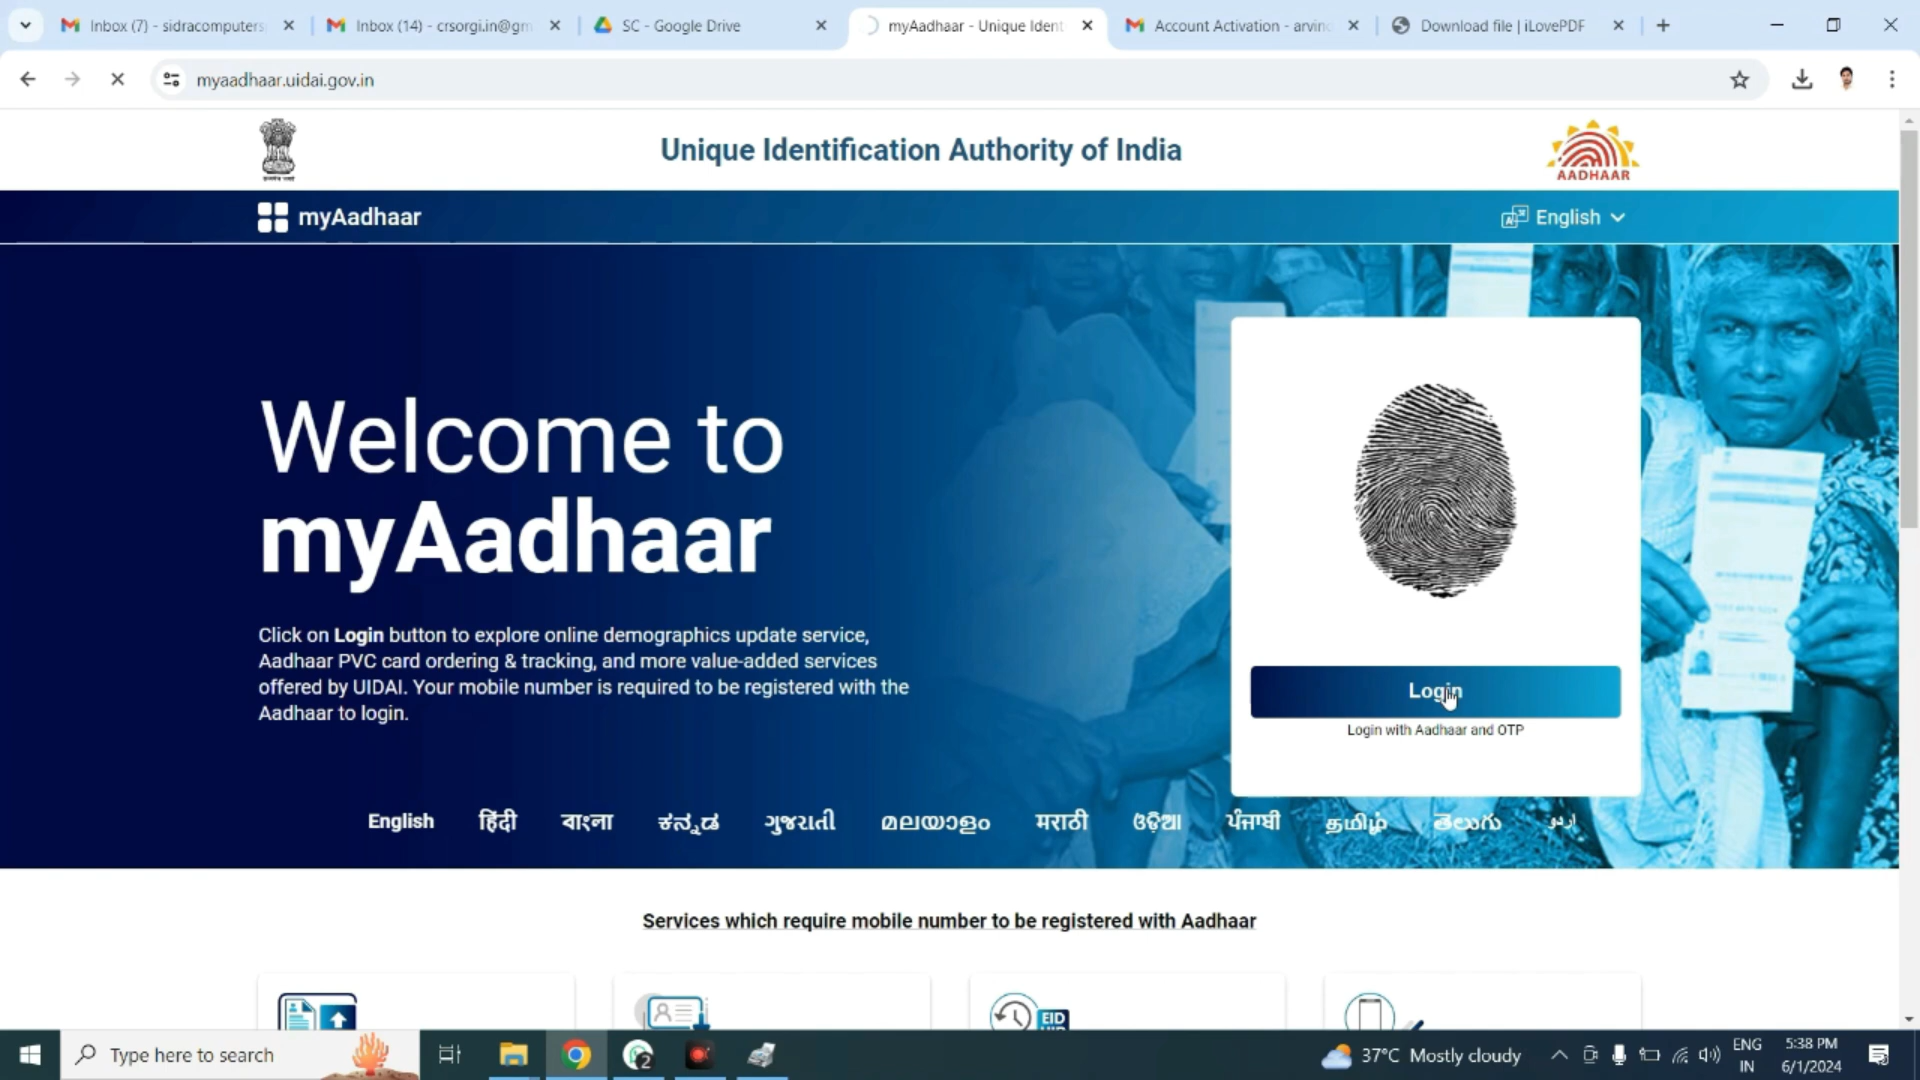 Inbox (7) - sidracomputers
Inbox (14) - crsorgi.in@gm
SC - Google Drive
myAadhaar - Unique Ident
Account Activation - arvind
Download file | iLovePDF
myaadhaar.uidai.gov.in
Unique Identification Authority of India
AADHAAR
myAadhaar
English
Welcome to
myAadhaar
Click on Login button to explore online demographics update service,
Aadhaar PVC card ordering & tracking, and more value-added services
offered by UIDAI. Your mobile number is required to be registered with the
Aadhaar to login.
Login
Login with Aadhaar and OTP
English हिंदी বাংলা ಕನ್ನಡ ગુજરાતી മലയാളം मराठी ଓଡ଼ିଆ ਪੰਜਾਬੀ தமிழ் తెలుగు اردو
Services which require mobile number to be registered with Aadhaar
EID
Type here to search
2
37°C Mostly cloudy
ENG
IN
5:38 PM
6/1/2024